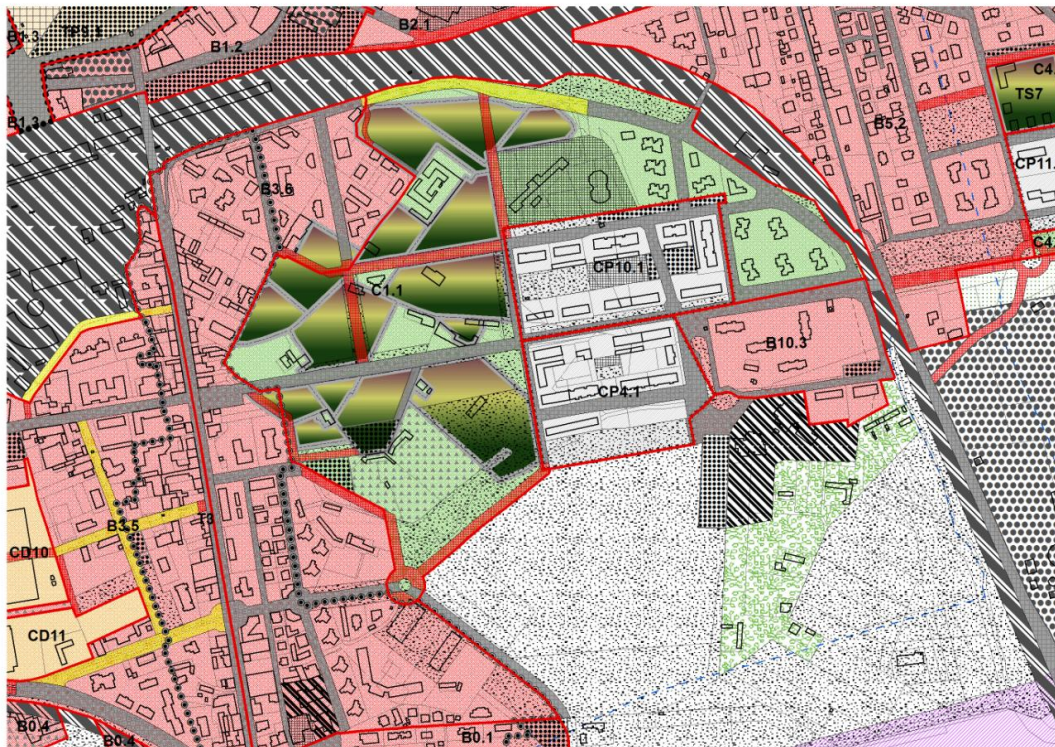 B1.3
TP9.1
B1.2
B2.1
C4.
TS7
B1.3
B5.2
CP11
B3.6
C4.
CP10.1
C1.1
B10.3
CP4.1
B3.5
T3
CD10
CD11
B0.4
B0.4
B0.1